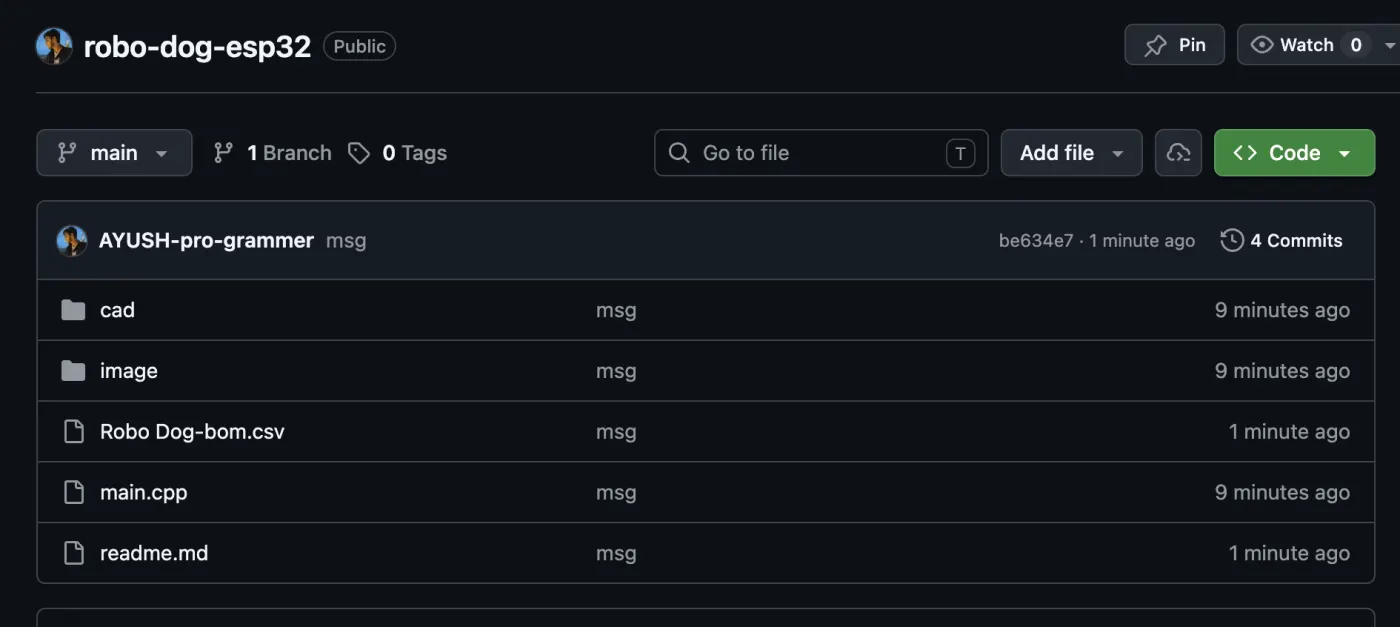 robo-dog-esp32 Public Pin Watch 0
main 1 Branch 0 Tags Go to file T Add file Code
AYUSH-pro-grammer msg be634e7 · 1 minute ago 4 Commits
cad msg 9 minutes ago
image msg 9 minutes ago
Robo Dog-bom.csv msg 1 minute ago
main.cpp msg 9 minutes ago
readme.md msg 1 minute ago